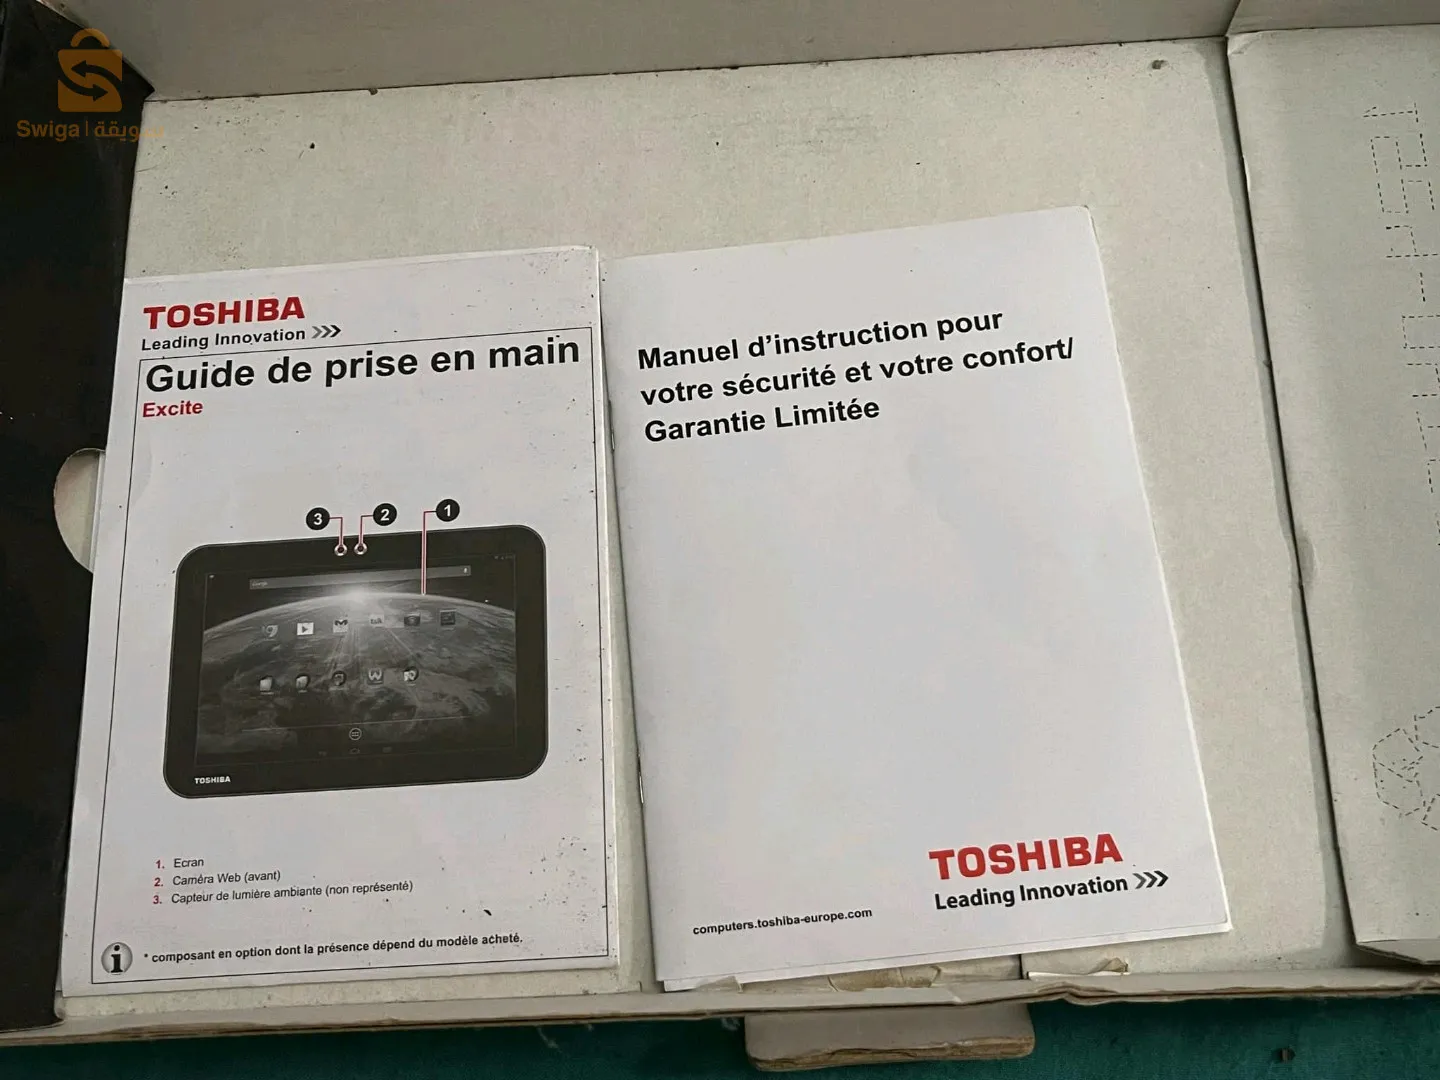 Swiga | سويقة
TOSHIBA
Leading Innovation >>>
Guide de prise en main
Excite
3 2 1
TOSHIBA
1. Ecran
2. Caméra Web (avant)
3. Capteur de lumière ambiante (non représenté)
i * composant en option dont la présence dépend du modèle acheté.
Manuel d'instruction pour
votre sécurité et votre confort/
Garantie Limitée
TOSHIBA
Leading Innovation >>>
computers.toshiba-europe.com